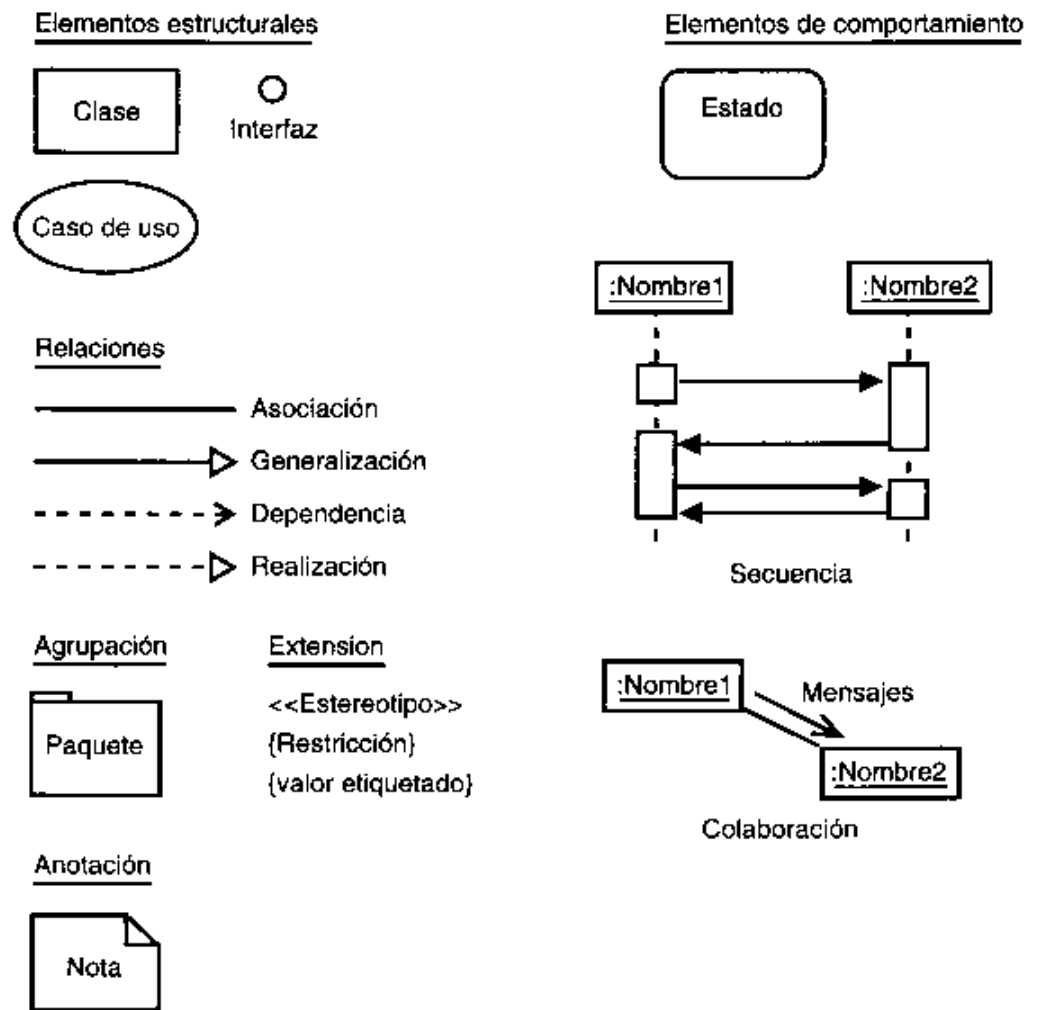 Elementos estructurales
Clase
Interfaz
Caso de uso
Relaciones
Asociación
Generalización
Dependencia
Realización
Agrupación
Paquete
Extension
<<Estereotipo>>
{Restricción}
{valor etiquetado}
Anotación
Nota
Elementos de comportamiento
Estado
:Nombre1
:Nombre2
Secuencia
:Nombre1
Mensajes
:Nombre2
Colaboración